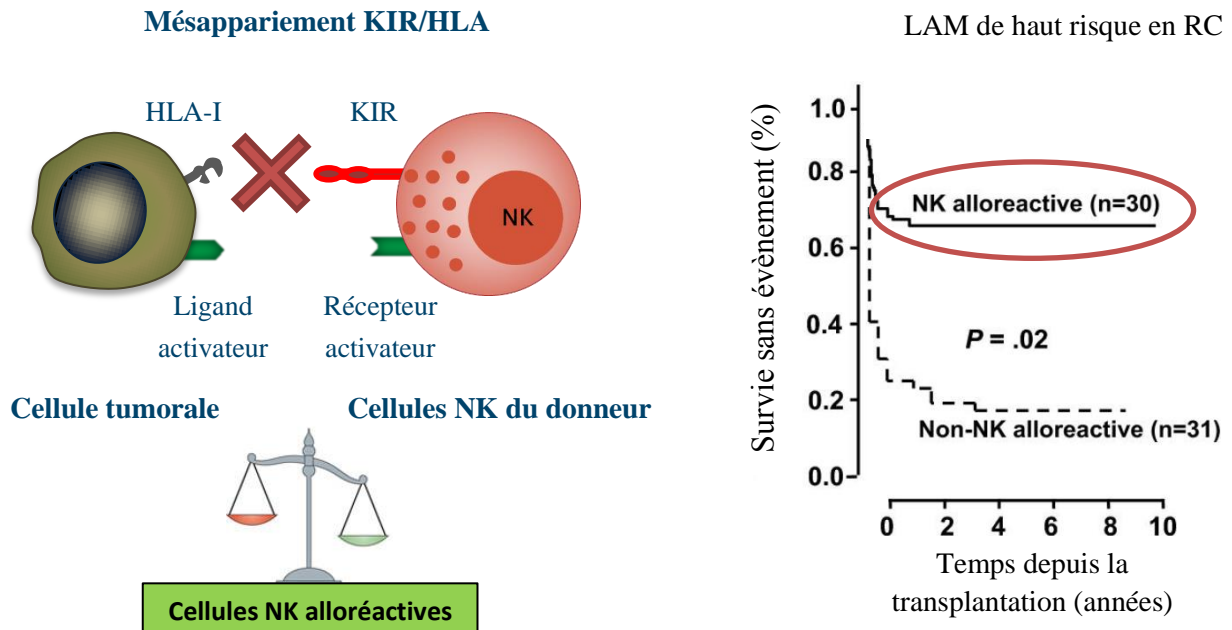 Mésappariement KIR/HLA
HLA-I
KIR
NK
Ligand
activateur
Récepteur
activateur
Cellule tumorale
Cellules NK du donneur
Cellules NK alloréactives
LAM de haut risque en RC
Survie sans évènement (%)
1.0
0.8
0.6
0.4
0.2
0.0
NK alloreactive (n=30)
P = .02
Non-NK alloreactive (n=31)
0 2 4 6 8 10
Temps depuis la
transplantation (années)